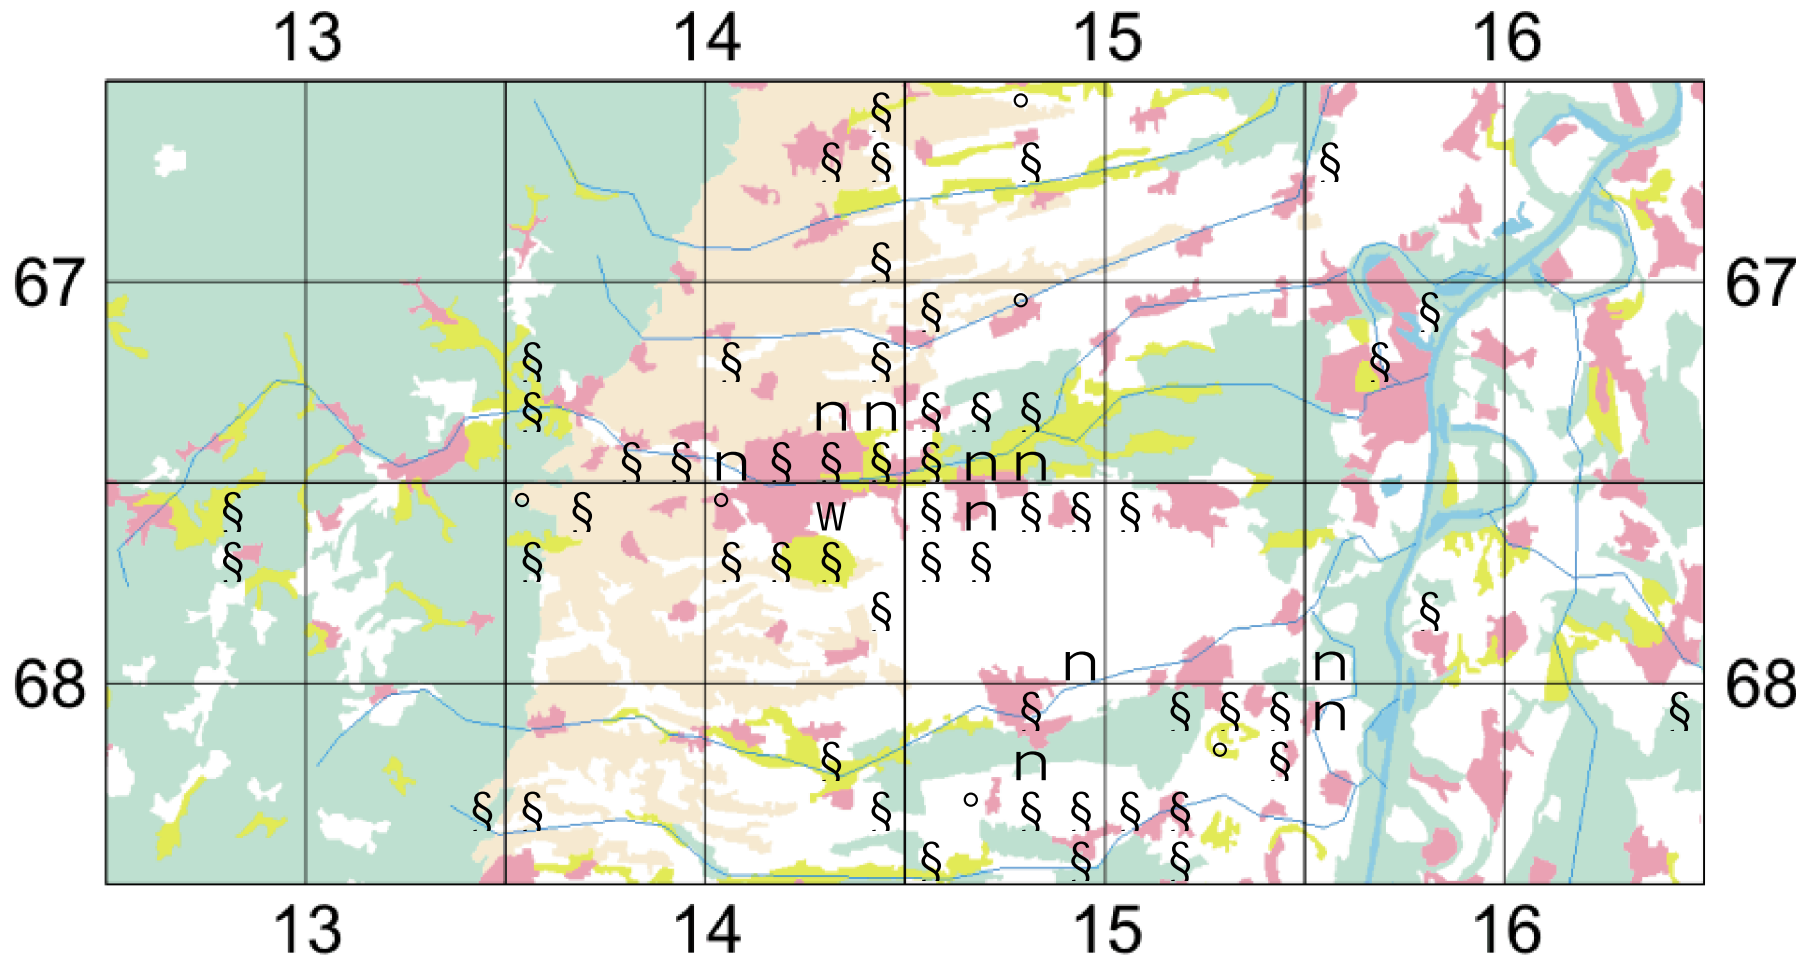 13 14 15 16
§ °
§ § § §
§
67 67
§ ° §
§ § § §
§ n n § § §
§ § n § § § § n n
§ ° § ° w § n § § §
§ § § § § § §
§ §
n n
68 68
§ § § § n §
§ n ° §
§ § § ° § § § §
§ § §
13 14 15 16